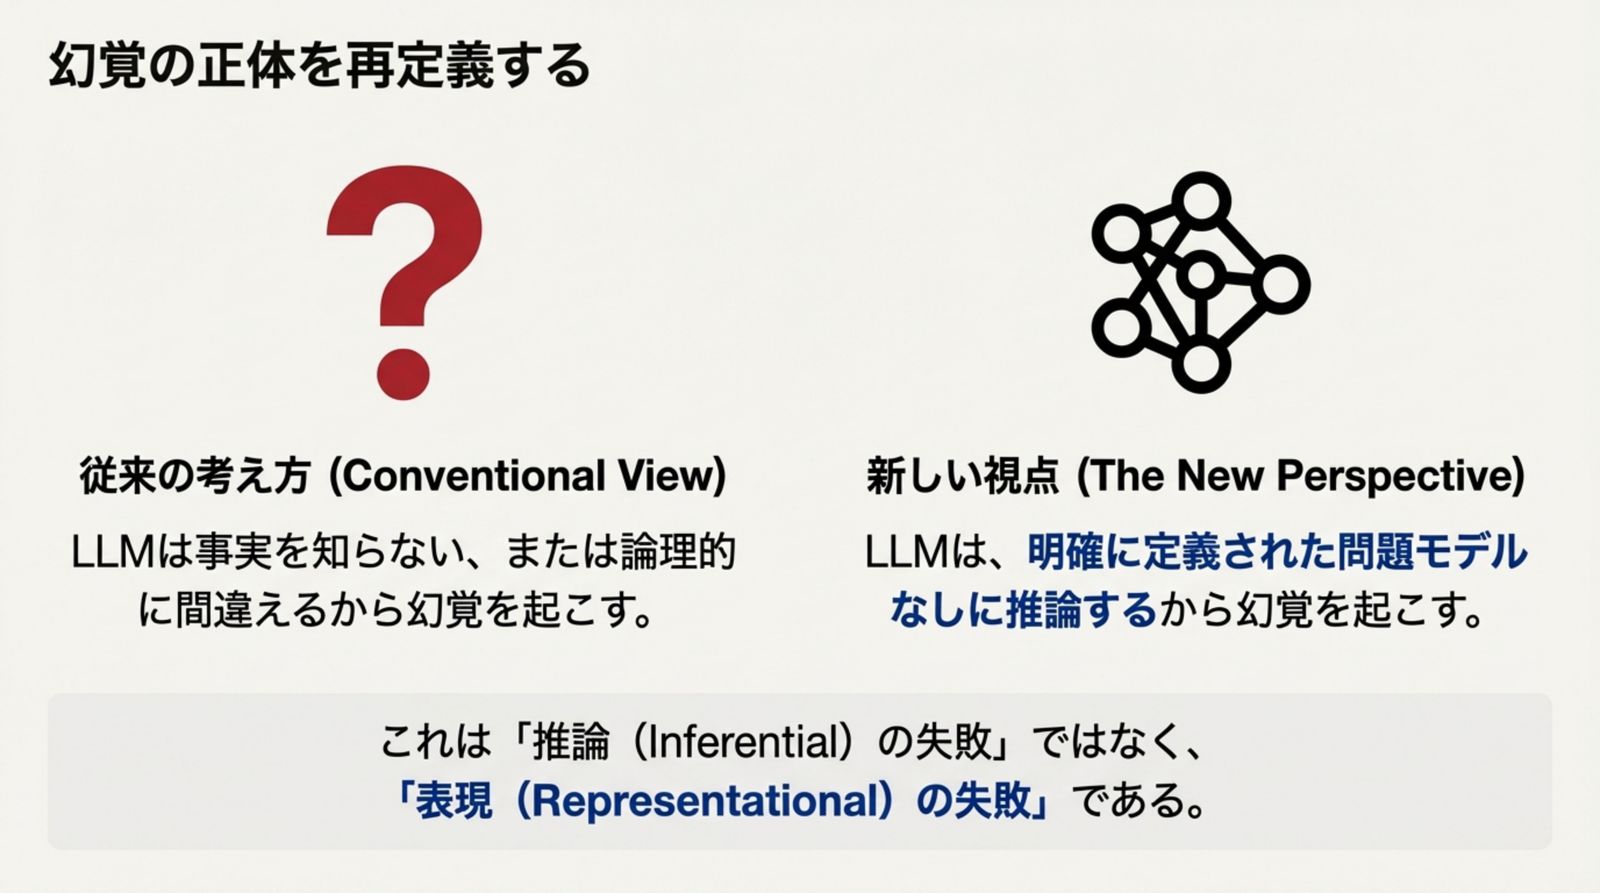 幻覚の正体を再定義する
従来の考え方 (Conventional View)
LLMは事実を知らない、または論理的
に間違えるから幻覚を起こす。
新しい視点 (The New Perspective)
LLMは、明確に定義された問題モデル
なしに推論するから幻覚を起こす。
これは「推論（Inferential）の失敗」ではなく、
「表現（Representational）の失敗」である。